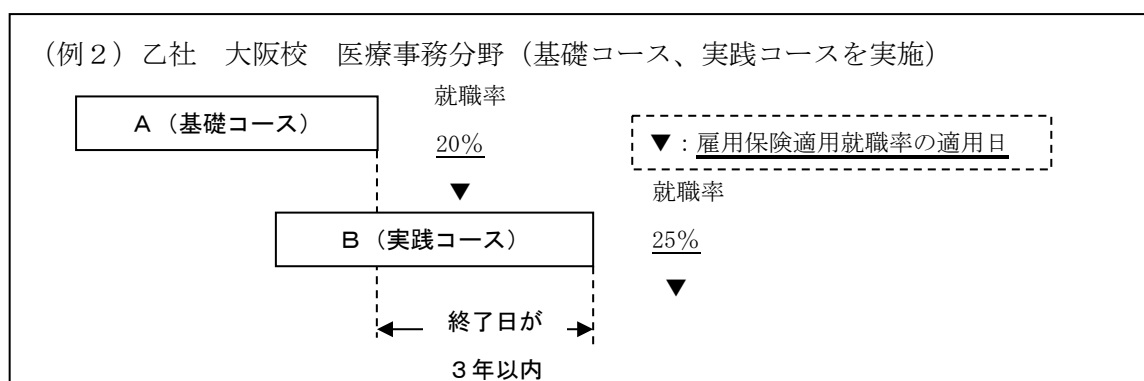 (例２)乙社　大阪校　医療事務分野(基礎コース、実践コースを実施)
就職率
Ａ（基礎コース）
20%
▼：雇用保険適用就職率の適用日
▼
就職率
Ｂ（実践コース）
25%
▼
終了日が
３年以内